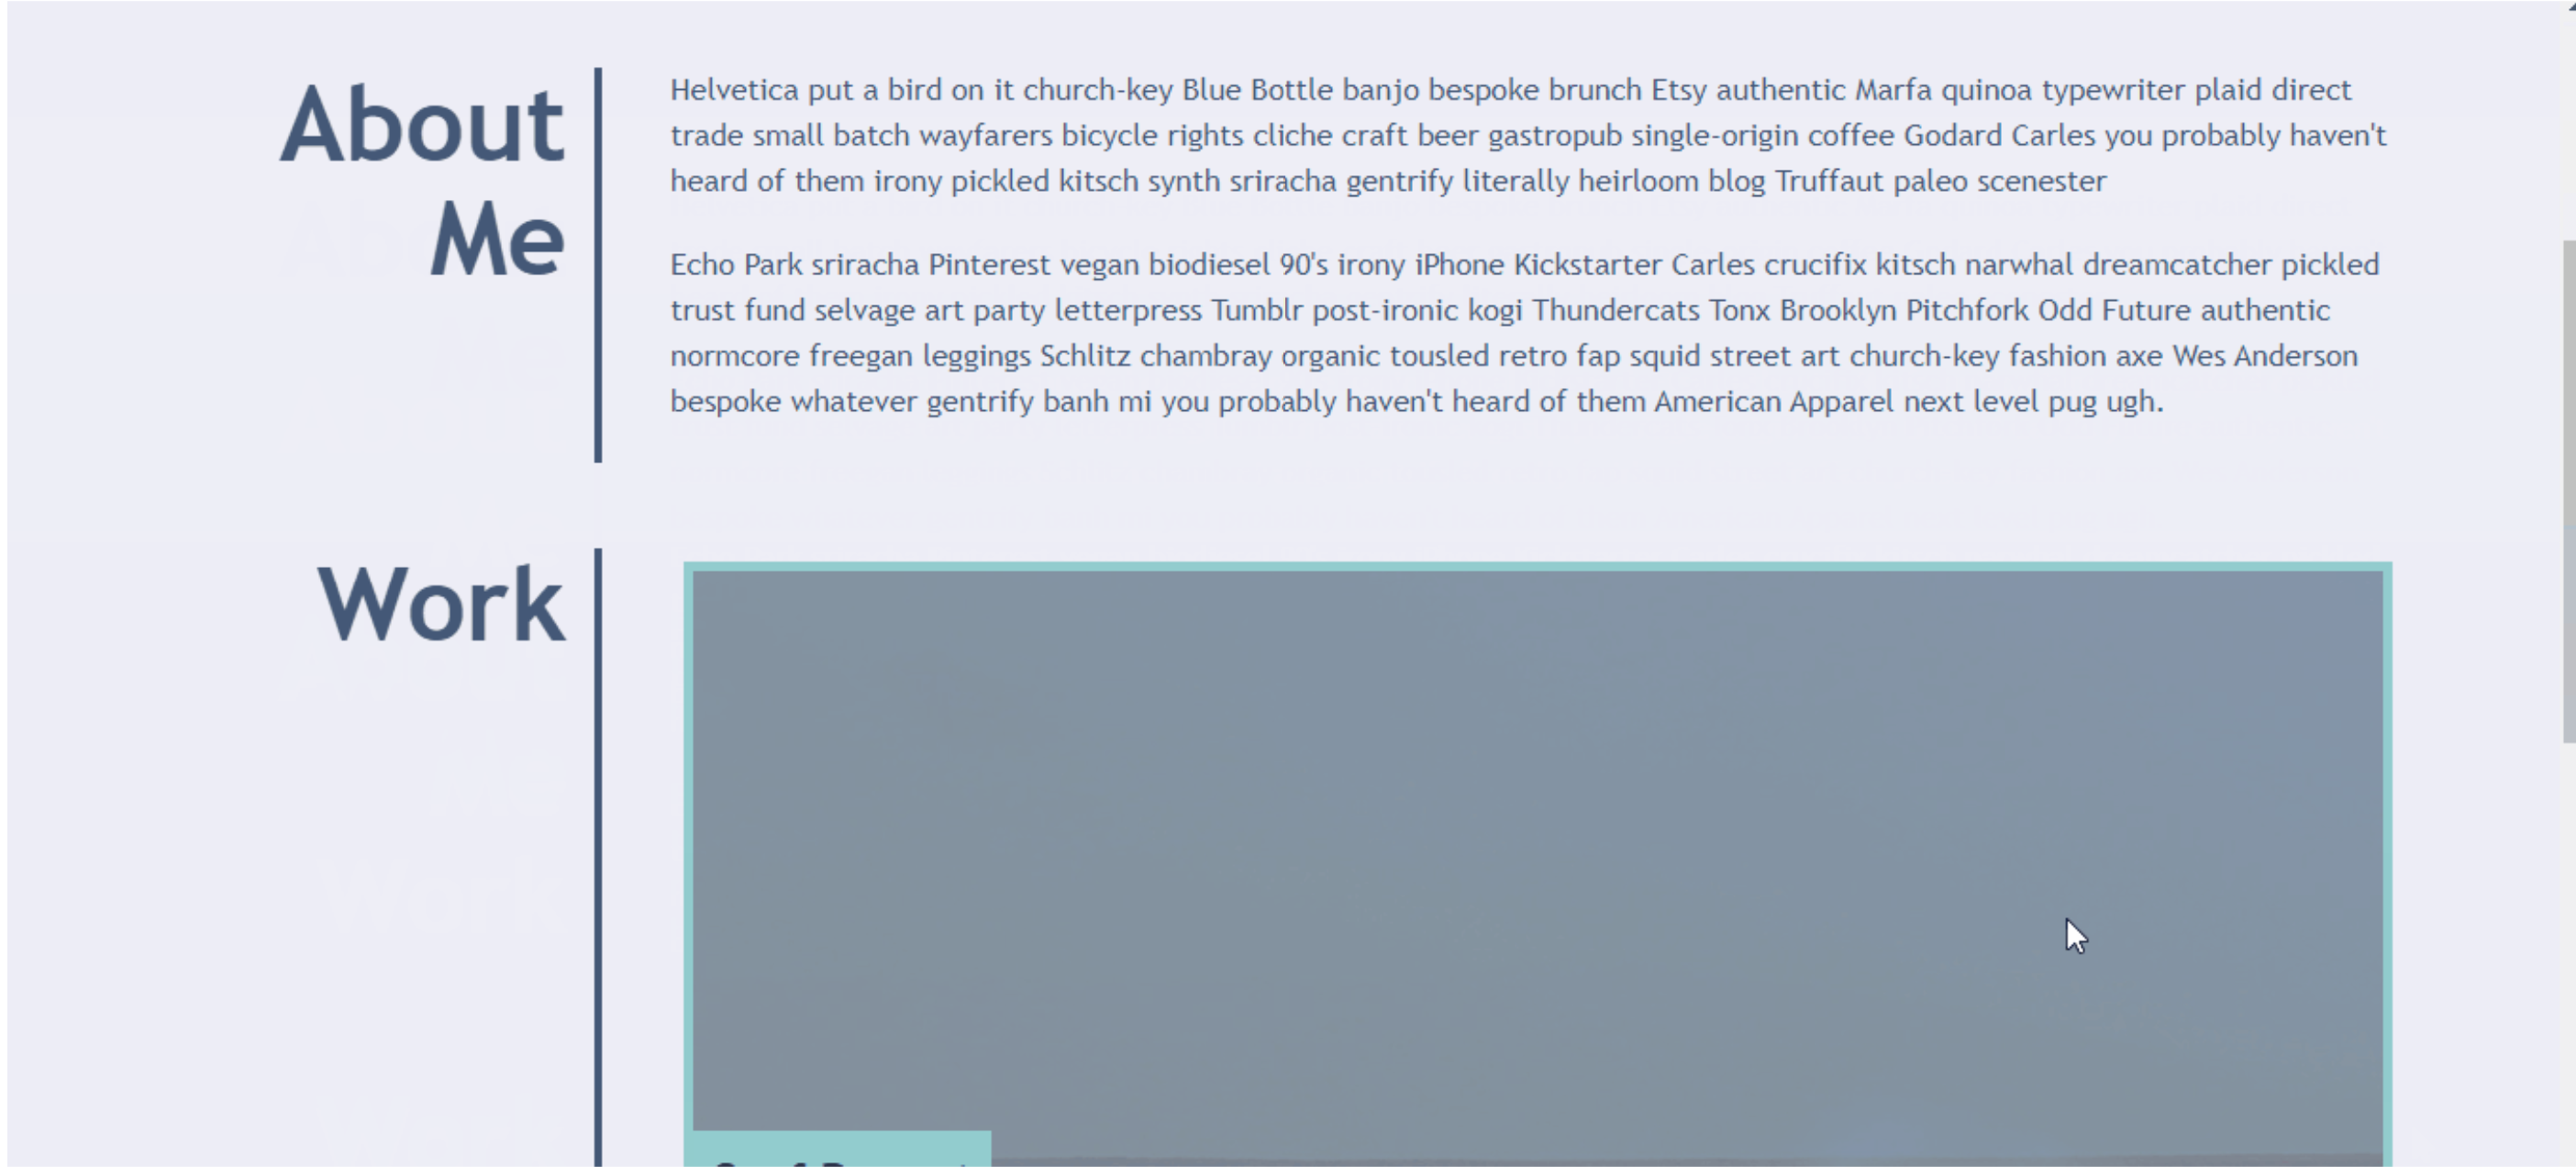 About
Me
Helvetica put a bird on it church-key Blue Bottle banjo bespoke brunch Etsy authentic Marfa quinoa typewriter plaid direct
trade small batch wayfarers bicycle rights cliche craft beer gastropub single-origin coffee Godard Carles you probably haven't
heard of them irony pickled kitsch synth sriracha gentrify literally heirloom blog Truffaut paleo scenester
Echo Park sriracha Pinterest vegan biodiesel 90's irony iPhone Kickstarter Carles crucifix kitsch narwhal dreamcatcher pickled
trust fund selvage art party letterpress Tumblr post-ironic kogi Thundercats Tonx Brooklyn Pitchfork Odd Future authentic
normcore freegan leggings Schlitz chambray organic tousled retro fap squid street art church-key fashion axe Wes Anderson
bespoke whatever gentrify banh mi you probably haven't heard of them American Apparel next level pug ugh.
Work